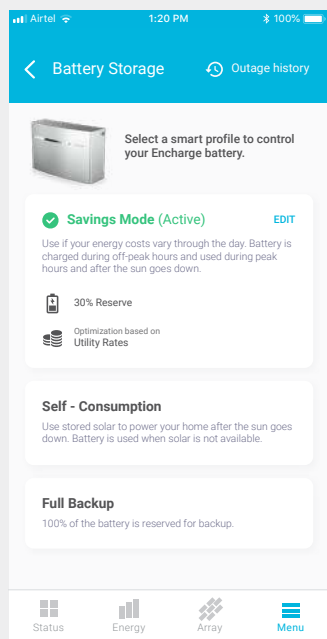 Airtel 1:20 PM 100%
Battery Storage Outage history
Select a smart profile to control
your Encharge battery.
Savings Mode (Active) EDIT
Use if your energy costs vary through the day. Battery is
charged during off-peak hours and used during peak
hours and after the sun goes down.
30% Reserve
Optimization based on
Utility Rates
Self - Consumption
Use stored solar to power your home after the sun goes
down. Battery is used when solar is not available.
Full Backup
100% of the battery is reserved for backup.
Status Energy Array Menu